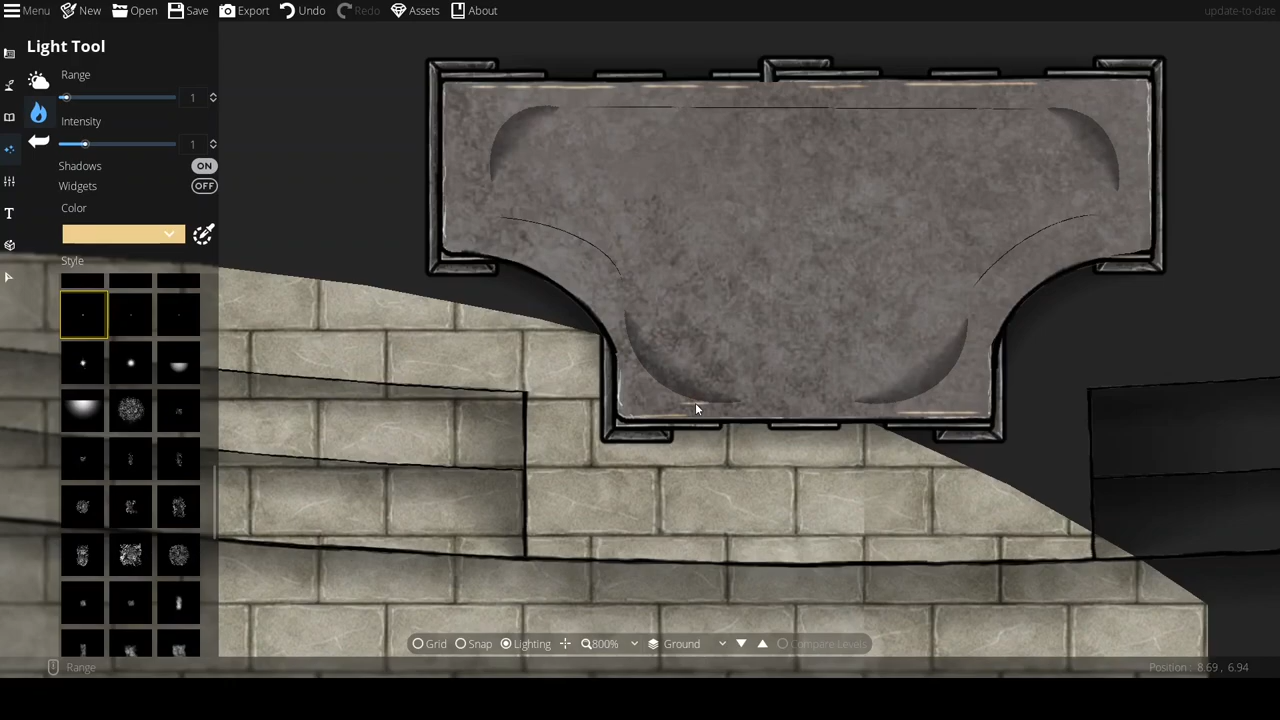 Menu New Open Save Export Undo Redo Assets About update-to-date
Light Tool
Range
1
Intensity
1
Shadows ON
Widgets OFF
Color
Style
Grid Snap Lighting 800% Ground Compare Levels
Range Position : 8.69 , 6.94